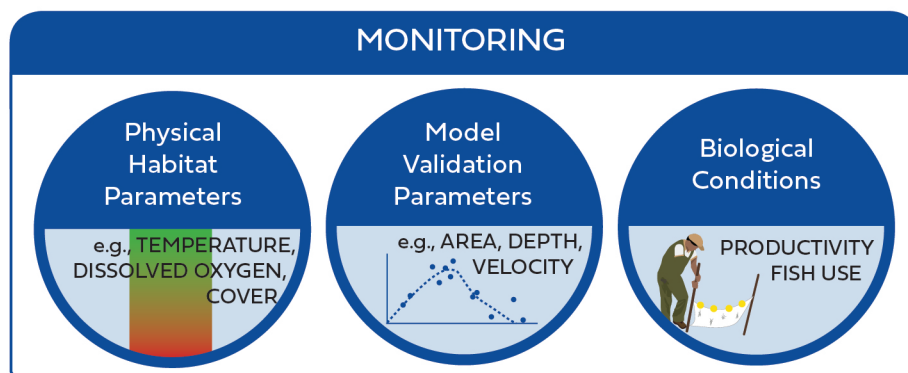 MONITORING
Physical
Habitat
Parameters
e.g., TEMPERATURE,
DISSOLVED OXYGEN,
COVER
Model
Validation
Parameters
e.g., AREA, DEPTH,
VELOCITY
Biological
Conditions
PRODUCTIVITY
FISH USE